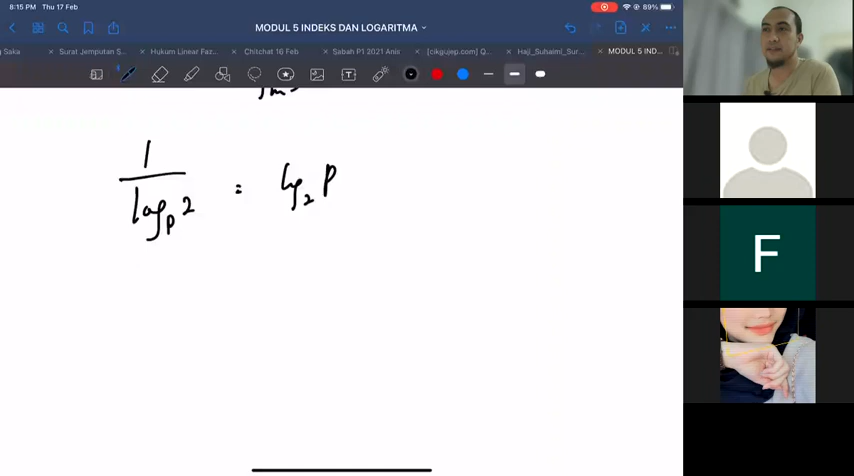 8:15 PM Thu 17 Feb
89%
MODUL 5 INDEKS DAN LOGARITMA
Saka
Surat Jemputan S...
Hukum Linear Faz...
Chitchat 16 Feb
Sabah P1 2021 Anis
[cikgujep.com] Q...
Haji_Suhaimi_Sur...
MODUL 5 IND...
1
log_p 2 = log_2 P
F